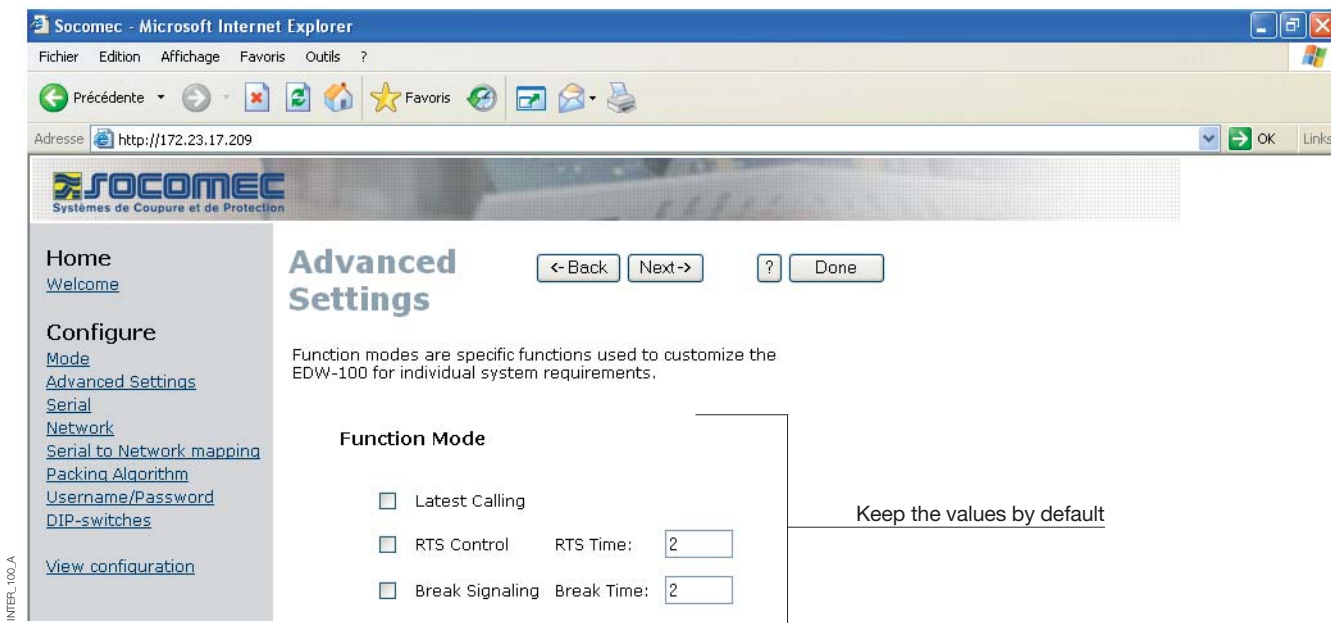 Socomec - Microsoft Internet Explorer
Fichier Edition Affichage Favoris Outils ?
Précédente Favoris
Adresse http://172.23.17.209 OK Links
SOCOMEC
Systèmes de Coupure et de Protection
Home
Welcome
Configure
Mode
Advanced Settings
Serial
Network
Serial to Network mapping
Packing Algorithm
Username/Password
DIP-switches
View configuration
Advanced
Settings
<-Back Next-> ? Done
Function modes are specific functions used to customize the
EDW-100 for individual system requirements.
Function Mode
Latest Calling
RTS Control RTS Time: 2
Break Signaling Break Time: 2
Keep the values by default
INTER_100_A